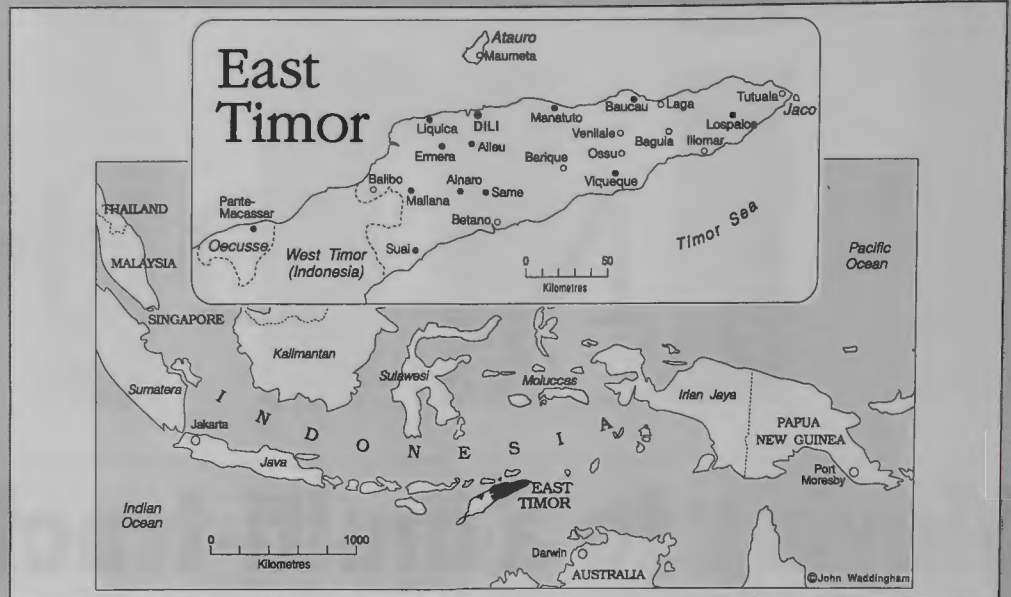 East
Timor
Atauro
Maumeta
Liquica
DILI
Manatuto
Baucau
Laga
Tutuala
Jaco
Lospalos
Ermera
Aileu
Venilale
Baguia
Iliomar
Ossu
Barique
Viqueque
Balibo
Maliana
Ainaro
Same
Betano
Pante-
Macassar
Oecusse
West Timor
(Indonesia)
Suai
Timor Sea
0 50
Kilometres
THAILAND
MALAYSIA
SINGAPORE
Pacific
Ocean
Kalimantan
Sumatera
Sulawesi
Moluccas
Irian Jaya
PAPUA
NEW GUINEA
Port
Moresby
INDONESIA
Jakarta
Java
EAST
TIMOR
Indian
Ocean
0 1000
Kilometres
Darwin
AUSTRALIA
©John Waddingham